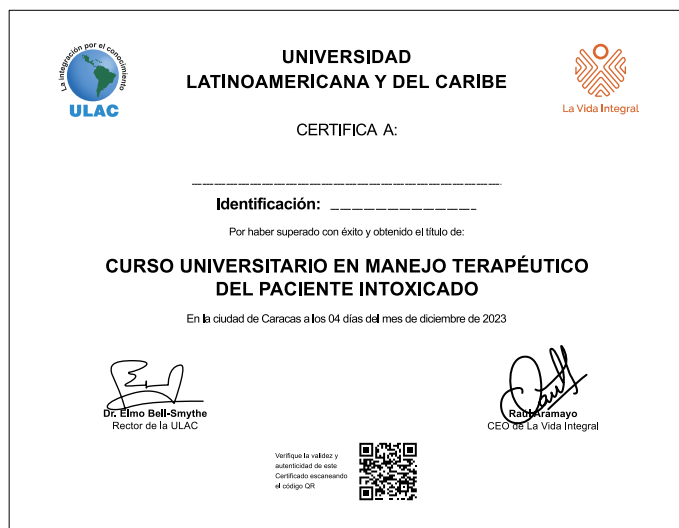 La integración por el conocimiento
ULAC
UNIVERSIDAD
LATINOAMERICANA Y DEL CARIBE
La Vida Integral
CERTIFICA A:
Identificación:
Por haber superado con éxito y obtenido el título de:
CURSO UNIVERSITARIO EN MANEJO TERAPÉUTICO
DEL PACIENTE INTOXICADO
En la ciudad de Caracas a los 04 días del mes de diciembre de 2023
Dr. Elmo Bell-Smythe
Rector de la ULAC
Raúl Aramayo
CEO de La Vida Integral
Verifique la validez y
autenticidad de este
Certificado escaneando
el código QR